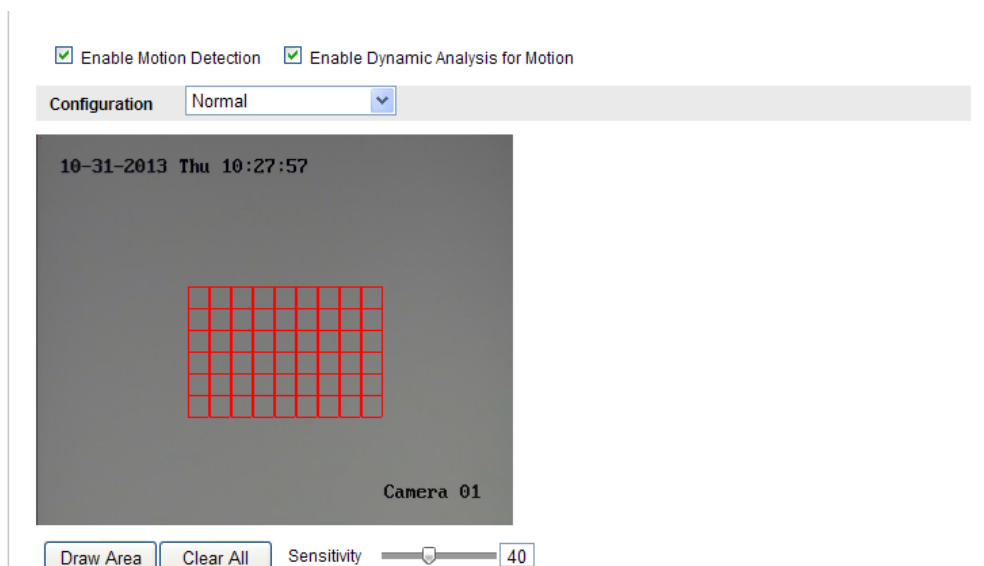 Enable Motion Detection Enable Dynamic Analysis for Motion
Configuration Normal
10-31-2013 Thu 10:27:57
Camera 01
Draw Area Clear All Sensitivity 40